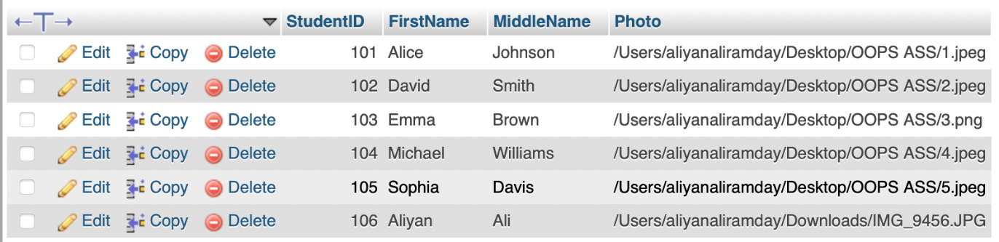 ←T→ StudentID FirstName MiddleName Photo
Edit Copy Delete 101 Alice Johnson /Users/aliyanaliramday/Desktop/OOPS ASS/1.jpeg
Edit Copy Delete 102 David Smith /Users/aliyanaliramday/Desktop/OOPS ASS/2.jpeg
Edit Copy Delete 103 Emma Brown /Users/aliyanaliramday/Desktop/OOPS ASS/3.png
Edit Copy Delete 104 Michael Williams /Users/aliyanaliramday/Desktop/OOPS ASS/4.jpeg
Edit Copy Delete 105 Sophia Davis /Users/aliyanaliramday/Desktop/OOPS ASS/5.jpeg
Edit Copy Delete 106 Aliyan Ali /Users/aliyanaliramday/Downloads/IMG_9456.JPG